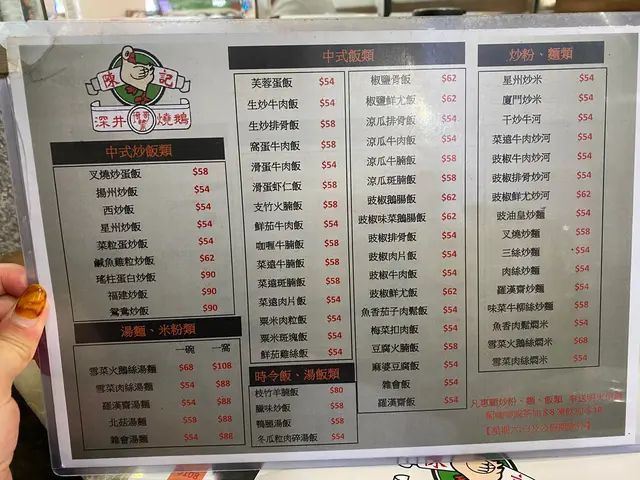 陳記
深井 燒鵝
中式炒飯類
叉燒炒蛋飯 $58
揚州炒飯 $54
西炒飯 $54
星州炒飯 $54
菜粒蛋炒飯 $54
鹹魚雞粒炒飯 $62
瑤柱蛋白炒飯 $90
福建炒飯 $90
鴛鴦炒飯 $90
湯麵、米粉類
一碗 一窩
雪菜火鵝絲湯麵 $68 $108
雪菜肉絲湯麵 $54 $88
羅漢齋湯麵 $54 $88
北菇湯麵 $58 $88
雜會湯麵 $54 $88
中式飯類
芙蓉蛋飯 $54
生炒牛肉飯 $54
生炒排骨飯 $58
窩蛋牛肉飯 $58
滑蛋牛肉飯 $54
滑蛋蝦仁飯 $58
支竹火腩飯 $58
鮮茄牛肉飯 $54
咖喱牛腩飯 $58
菜遠牛腩飯 $58
菜遠斑腩飯 $58
菜遠肉片飯 $54
粟米肉粒飯 $54
粟米斑塊飯 $54
鮮茄雞絲飯 $54
時令飯、湯飯類
枝竹羊腩飯 $80
臘味炒飯 $58
鴨腿湯飯 $58
冬瓜粒肉碎湯飯 $54
椒鹽骨飯 $62
椒鹽鮮尤飯 $62
涼瓜排骨飯 $54
涼瓜牛肉飯 $54
涼瓜牛腩飯 $58
涼瓜斑腩飯 $58
豉椒鵝腸飯 $62
豉椒味菜鵝腸飯 $62
豉椒排骨飯 $54
豉椒肉片飯 $54
豉椒牛肉飯 $54
豉椒鮮尤飯 $62
魚香茄子肉鬆飯 $54
梅菜扣肉飯 $54
豆腐火腩飯 $58
麻婆豆腐飯 $54
雜會飯 $54
羅漢飯 $54
炒粉、麵類
星州炒米 $54
廈門炒米 $54
干炒牛河 $54
菜遠牛肉炒河 $54
豉椒牛肉炒河 $54
豉椒排骨炒河 $54
豉椒鮮尤炒河 $62
豉油皇炒麵 $54
叉燒炒麵 $58
三絲炒麵 $54
肉絲炒麵 $54
羅漢齋炒麵 $54
味菜牛柳絲炒麵 $58
魚香肉鬆燜米 $54
雪菜火鵝絲燜米 $68
雪菜肉絲燜米 $54